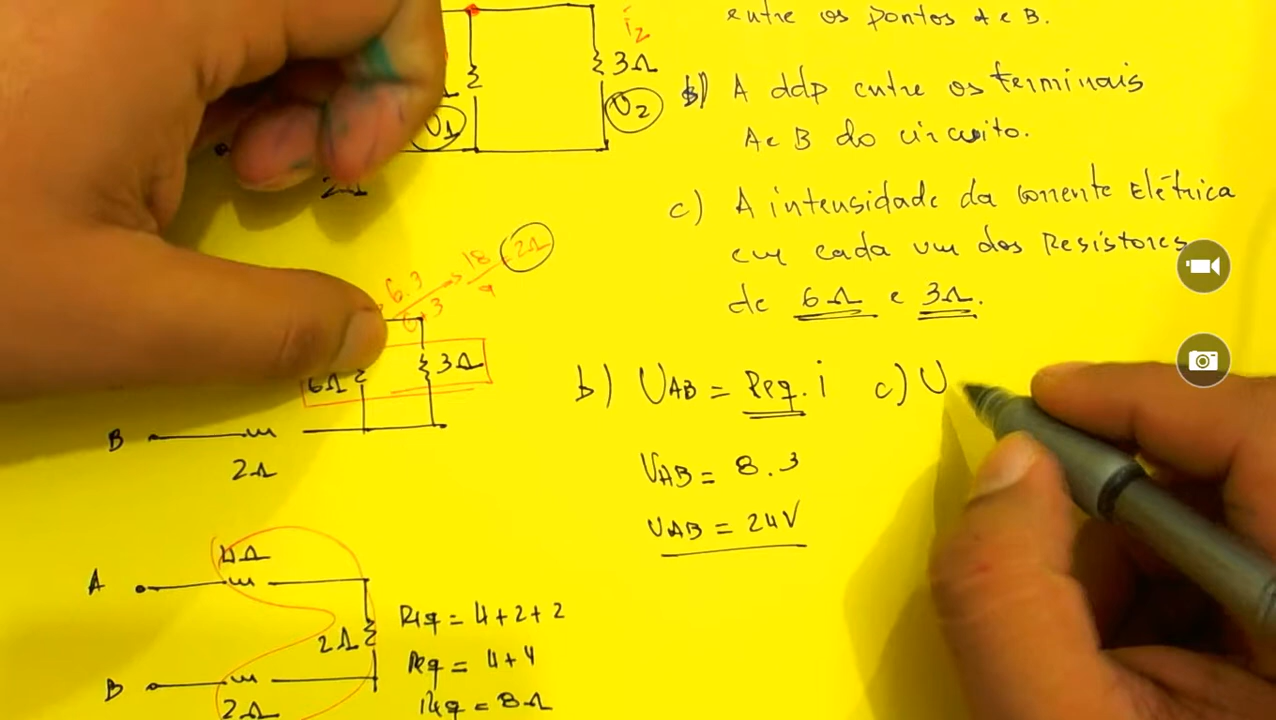 i2
3Ω
U1
U2
2Ω
entre os pontos A e B.
b) A ddp entre os terminais
A e B do circuito.
c) A intensidade da corrente Elétrica
em cada um dos Resistores
de 6Ω e 3Ω.
6.3
6+3
18
9
2Ω
6Ω
3Ω
B
2Ω
b) UAB = Req. i
UAB = 8.3
UAB = 24V
c) U
A
4Ω
2Ω
B
2Ω
Req = 4+2+2
Req = 4+4
Req = 8Ω